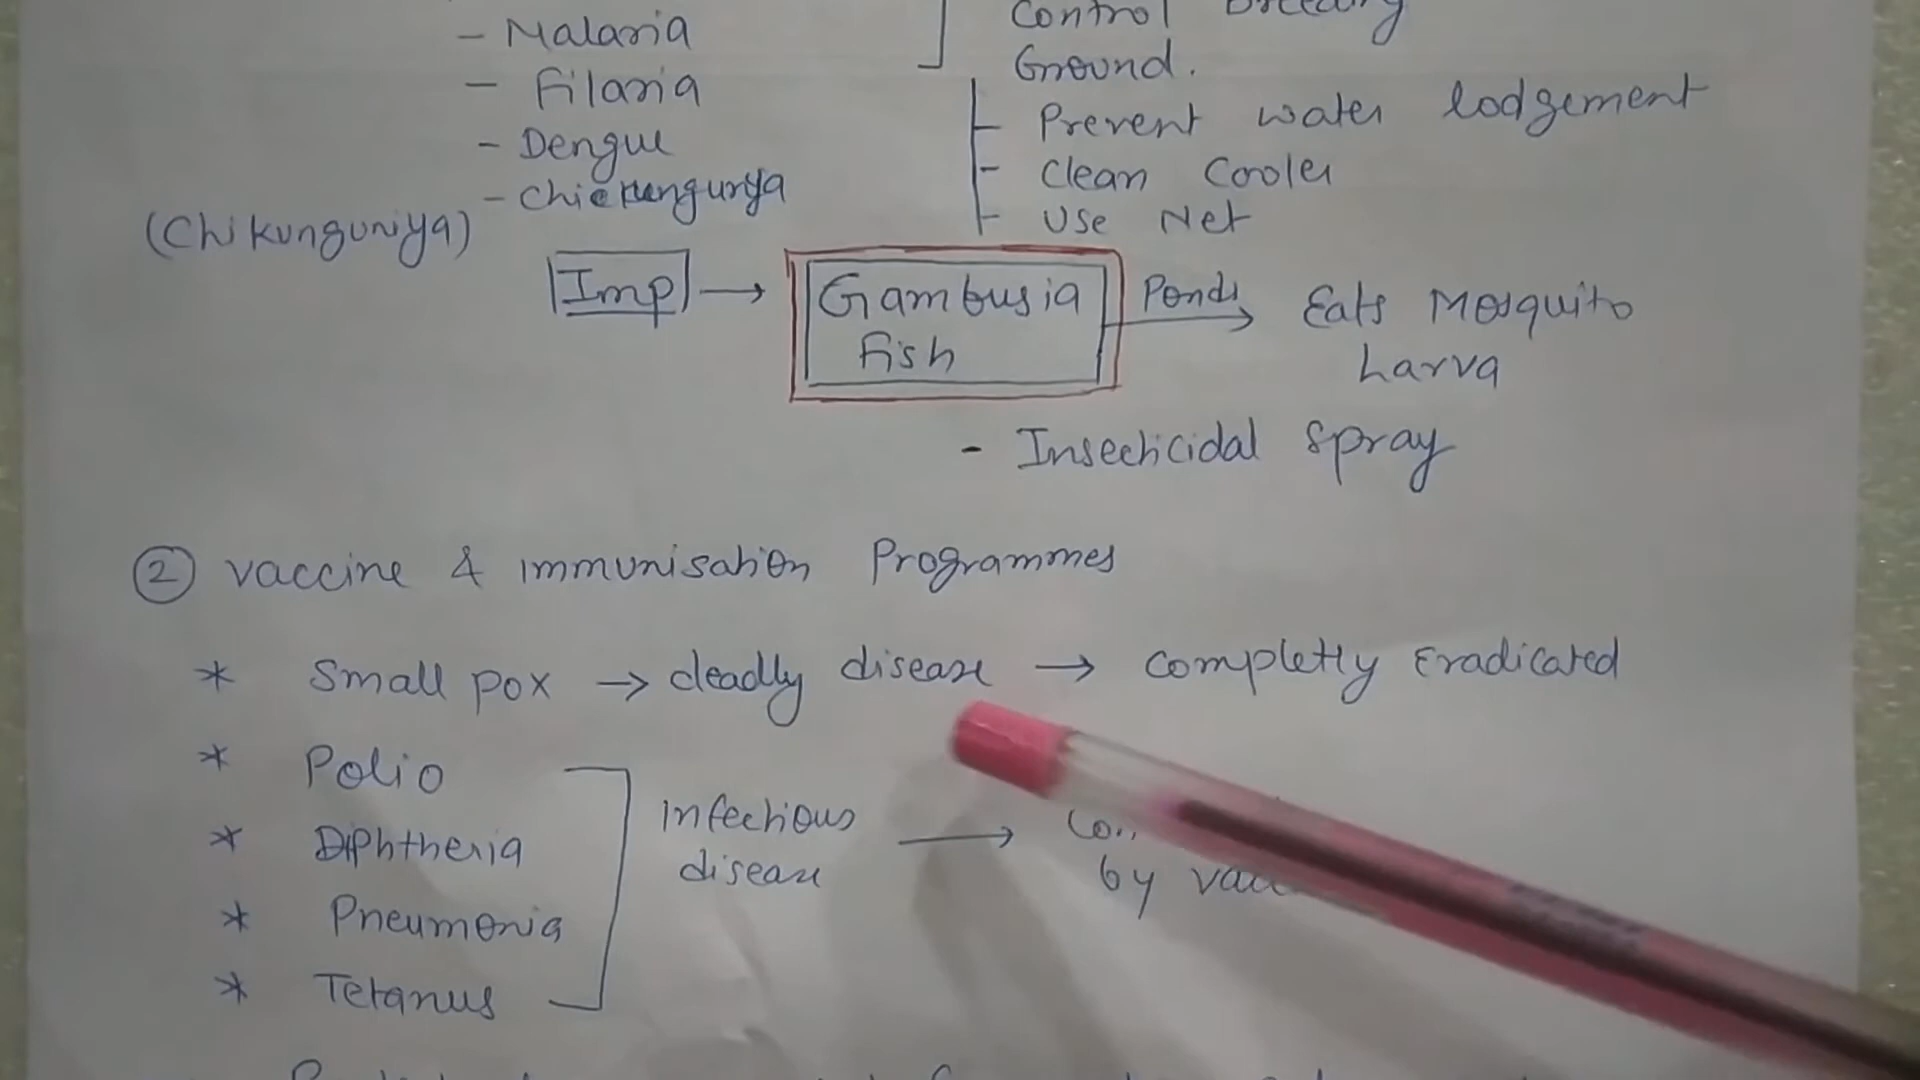 - Malaria
Control Breeding
Ground.
- Filaria
- Prevent water lodgement
- Dengue
- Clean Cooler
- Chickungunya
- Use Net
(Chikunguniya)
Imp → Gambusia Fish Ponds → Eats Mosquito
Larva
- Insecticidal Spray
② Vaccine & immunisation Programmes
* Small pox → deadly disease → completly Eradicated
* Polio
* Diphtheria
* Pneumonia
* Tetanus
infectious
disease →
by